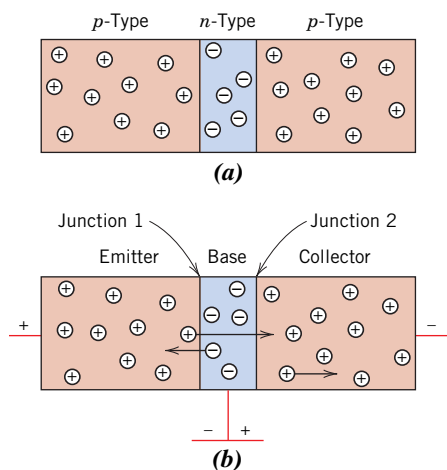 p-Type n-Type p-Type
(a)
Junction 1 Junction 2
Emitter Base Collector
+ −
− +
(b)